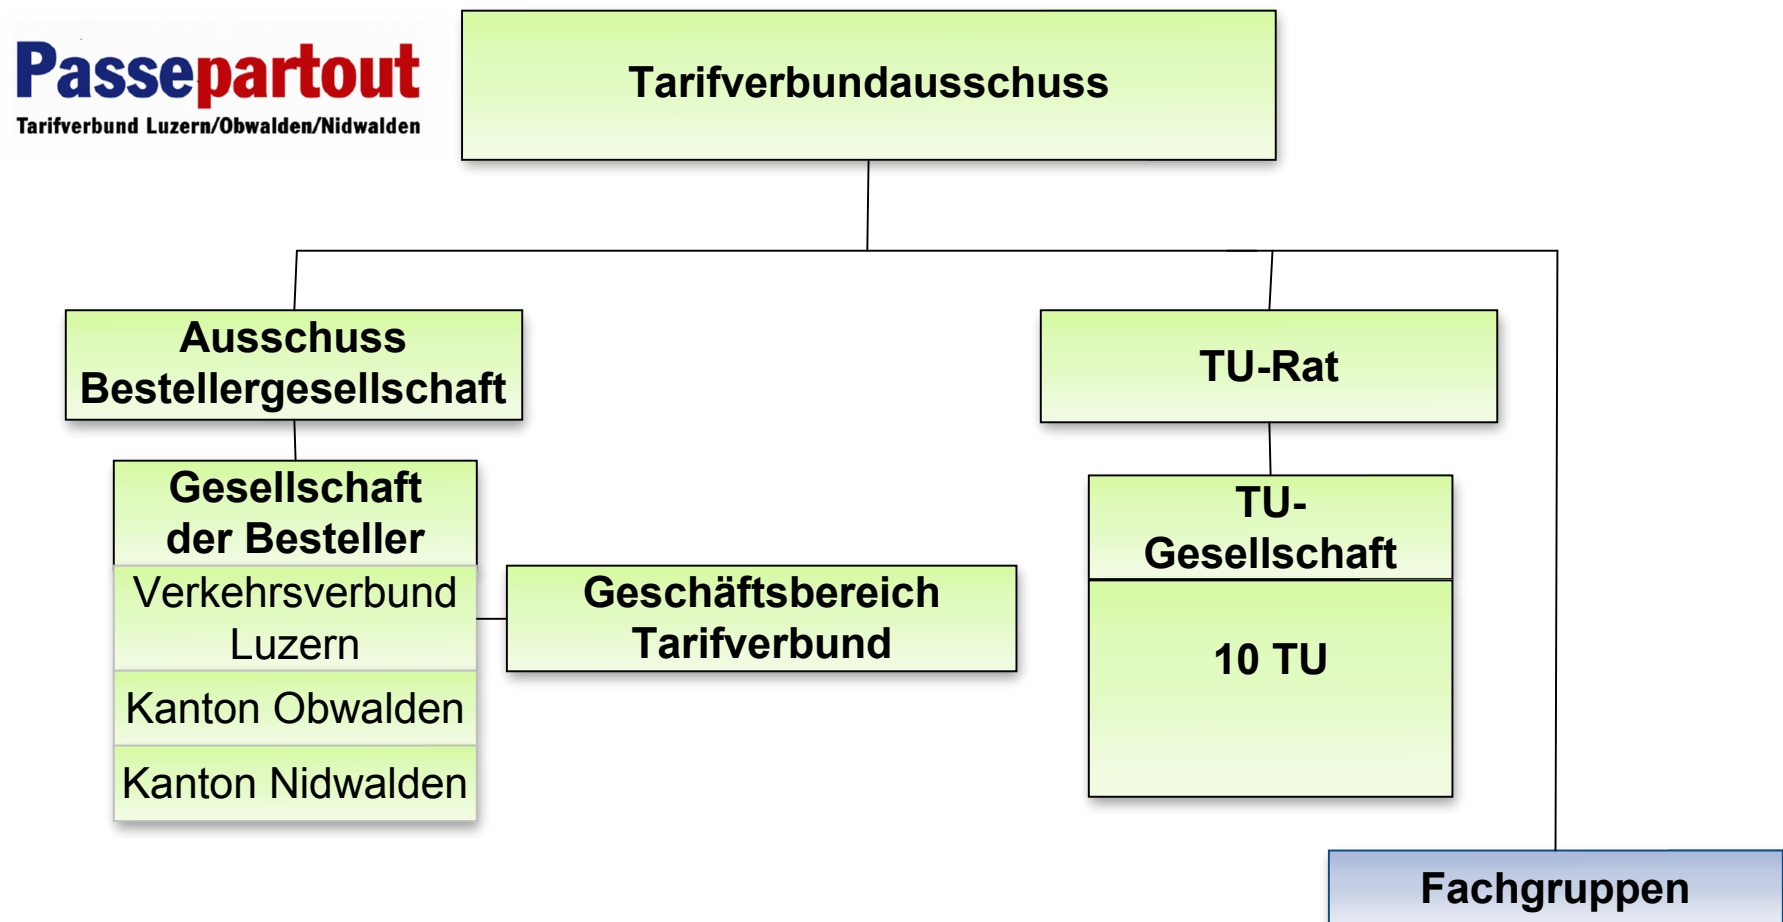 Passepartout
Tarifverbund Luzern/Obwalden/Nidwalden
Tarifverbundausschuss
Ausschuss
Bestellergesellschaft
TU-Rat
Gesellschaft
der Besteller
Verkehrsverbund
Luzern
Kanton Obwalden
Kanton Nidwalden
Geschäftsbereich
Tarifverbund
TU-
Gesellschaft
10 TU
Fachgruppen